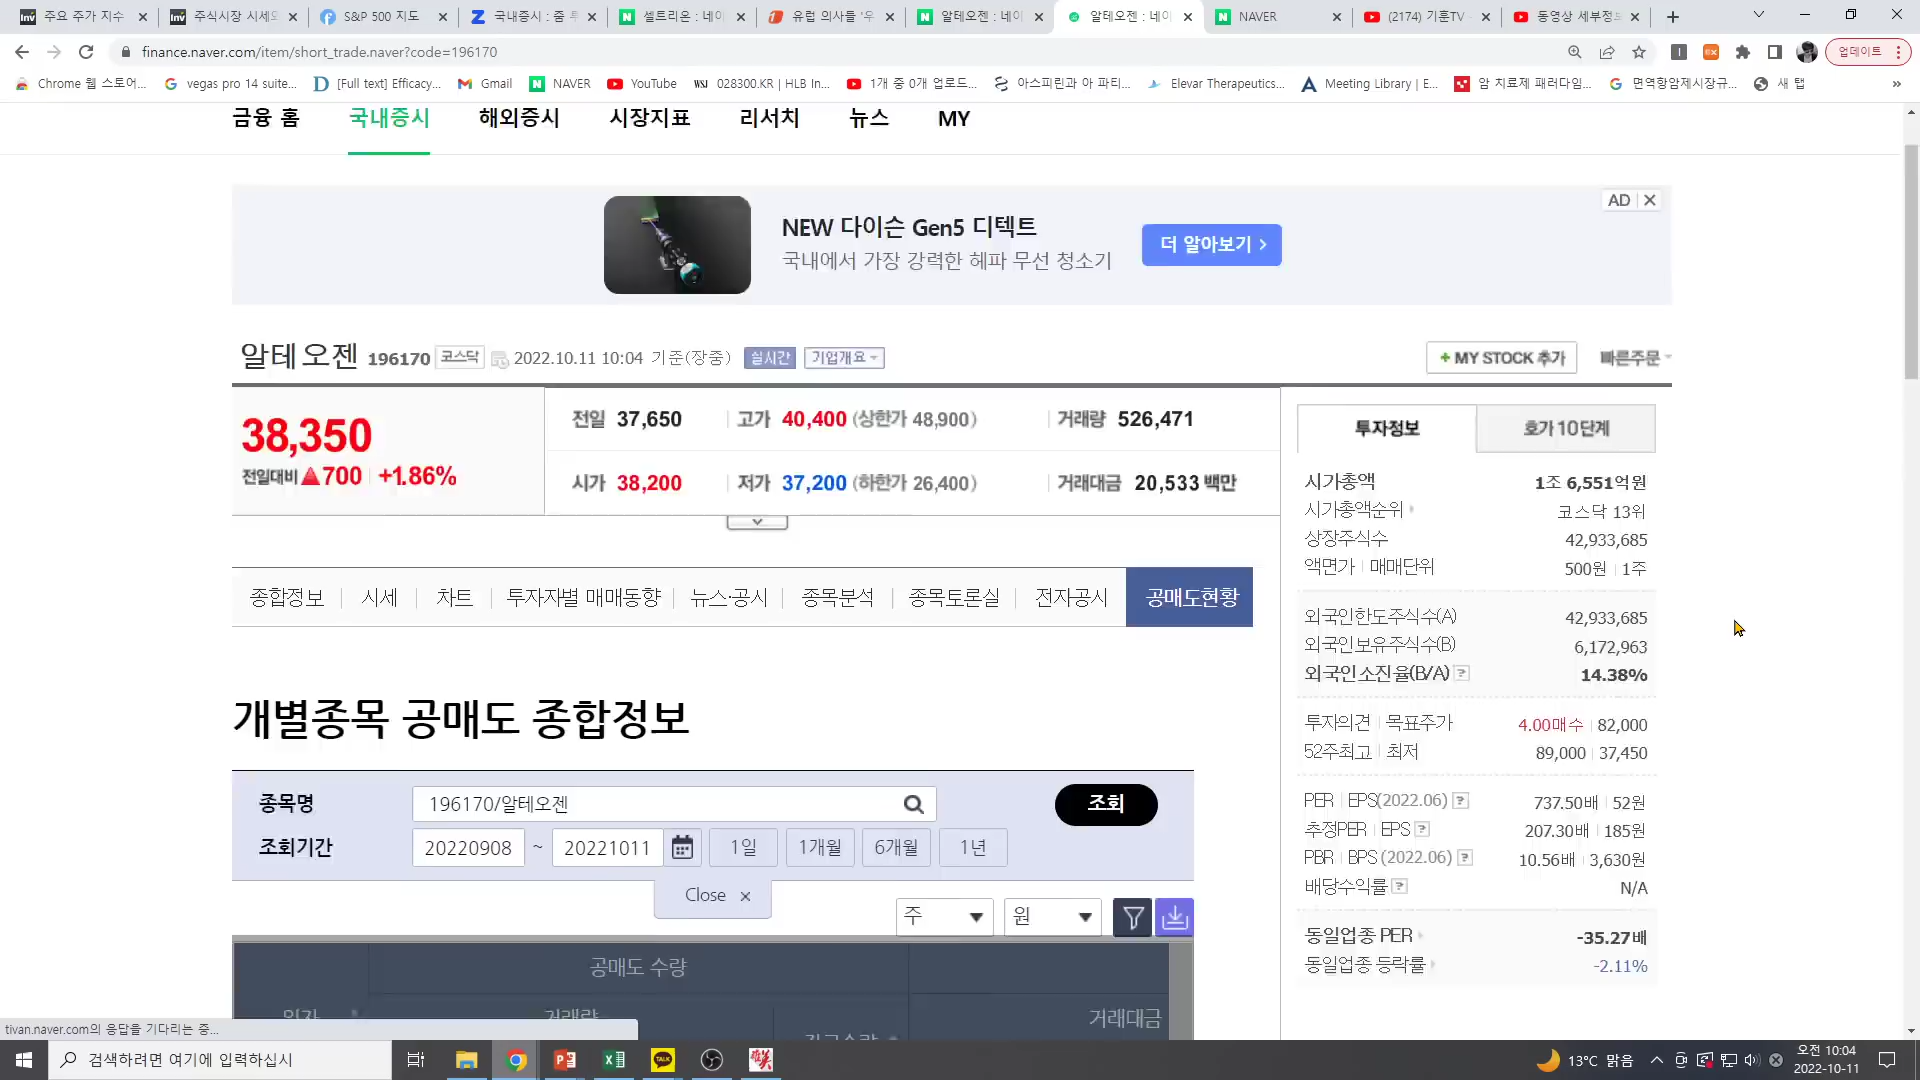 주요 주가 지수
주식시장 시세와
S&P 500 지도
국내증시 : 줌 투
셀트리온 : 네이
유럽 의사들 '우
알테오젠 : 네이
알테오젠 : 네이
NAVER
(2174) 기훈TV
동영상 세부정보
finance.naver.com/item/short_trade.naver?code=196170
업데이트
Chrome 웹 스토어...
vegas pro 14 suite...
[Full text] Efficacy...
Gmail
NAVER
YouTube
WSJ 028300.KR | HLB In...
1개 중 0개 업로드...
아스피린과 아 파티...
Elevar Therapeutics...
Meeting Library | E...
암 치료제 패러다임...
면역항암제시장규...
새 탭
금융 홈
국내증시
해외증시
시장지표
리서치
뉴스
MY
AD
NEW 다이슨 Gen5 디텍트
국내에서 가장 강력한 헤파 무선 청소기
더 알아보기 >
알테오젠 196170 코스닥 2022.10.11 10:04 기준(장중) 실시간 기업개요
+ MY STOCK 추가
빠른주문
38,350
전일대비 ▲700 +1.86%
전일 37,650
고가 40,400 (상한가 48,900)
거래량 526,471
시가 38,200
저가 37,200 (하한가 26,400)
거래대금 20,533 백만
투자정보
호가 10단계
시가총액 1조 6,551억원
시가총액순위 코스닥 13위
상장주식수 42,933,685
액면가 | 매매단위 500원 | 1주
외국인한도주식수(A) 42,933,685
외국인보유주식수(B) 6,172,963
외국인소진율(B/A) ? 14.38%
투자의견 | 목표주가 4.00매수 | 82,000
52주최고 | 최저 89,000 | 37,450
PER | EPS(2022.06) ? 737.50배 | 52원
추정PER | EPS ? 207.30배 | 185원
PBR | BPS (2022.06) ? 10.56배 | 3,630원
배당수익률 ? N/A
동일업종 PER -35.27배
동일업종 등락률 -2.11%
종합정보
시세
차트
투자자별 매매동향
뉴스·공시
종목분석
종목토론실
전자공시
공매도현황
개별종목 공매도 종합정보
종목명
196170/알테오젠
조회
조회기간
20220908 ~ 20221011
1일
1개월
6개월
1년
Close ×
주
원
공매도 수량
일자
거래량
잔고수량
거래대금
tivan.naver.com의 응답을 기다리는 중...
검색하려면 여기에 입력하십시
TALK
13°C 맑음
오전 10:04
2022-10-11